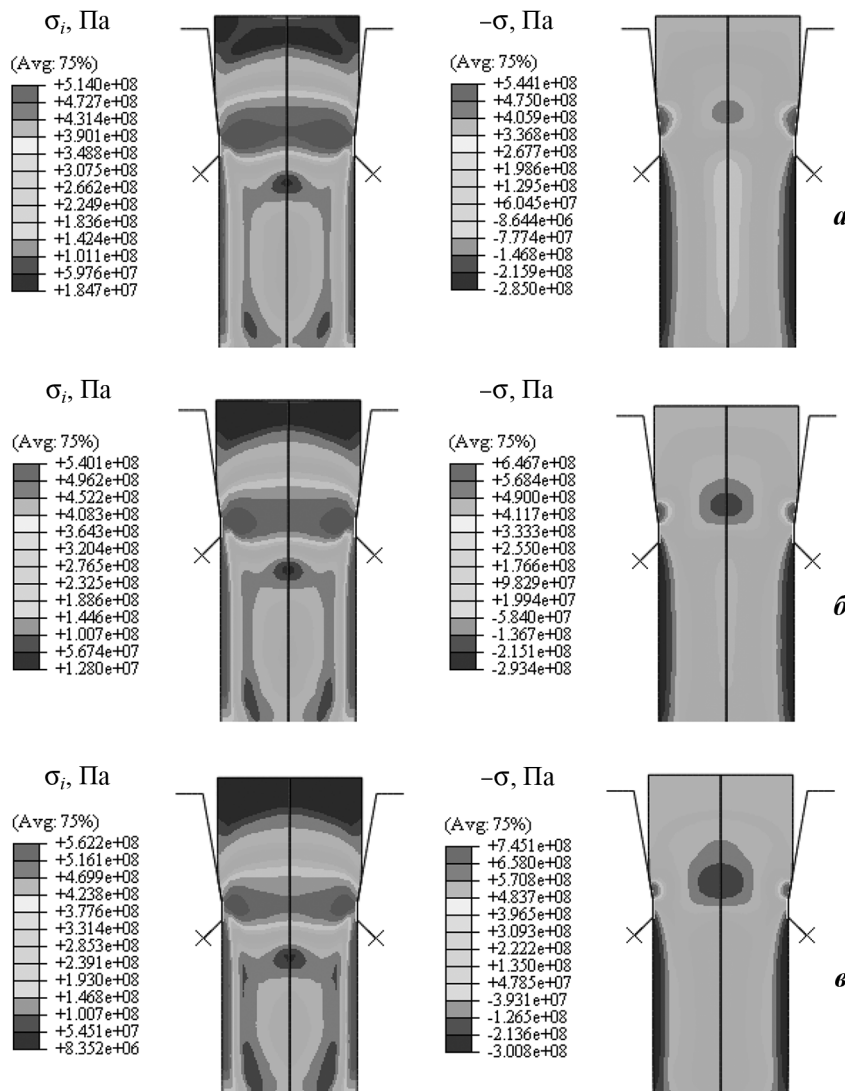 σi, Па
(Avg: 75%)
+5.140e+08
+4.727e+08
+4.314e+08
+3.901e+08
+3.488e+08
+3.075e+08
+2.662e+08
+2.249e+08
+1.836e+08
+1.424e+08
+1.011e+08
+5.976e+07
+1.847e+07
–σ, Па
(Avg: 75%)
+5.441e+08
+4.750e+08
+4.059e+08
+3.368e+08
+2.677e+08
+1.986e+08
+1.295e+08
+6.045e+07
-8.644e+06
-7.774e+07
-1.468e+08
-2.159e+08
-2.850e+08
а
σi, Па
(Avg: 75%)
+5.401e+08
+4.962e+08
+4.522e+08
+4.083e+08
+3.643e+08
+3.204e+08
+2.765e+08
+2.325e+08
+1.886e+08
+1.446e+08
+1.007e+08
+5.674e+07
+1.280e+07
–σ, Па
(Avg: 75%)
+6.467e+08
+5.684e+08
+4.900e+08
+4.117e+08
+3.333e+08
+2.550e+08
+1.766e+08
+9.829e+07
+1.994e+07
-5.840e+07
-1.367e+08
-2.151e+08
-2.934e+08
б
σi, Па
(Avg: 75%)
+5.622e+08
+5.161e+08
+4.699e+08
+4.238e+08
+3.776e+08
+3.314e+08
+2.853e+08
+2.391e+08
+1.930e+08
+1.468e+08
+1.007e+08
+5.451e+07
+8.352e+06
–σ, Па
(Avg: 75%)
+7.451e+08
+6.580e+08
+5.708e+08
+4.837e+08
+3.965e+08
+3.093e+08
+2.222e+08
+1.350e+08
+4.785e+07
-3.931e+07
-1.265e+08
-2.136e+08
-3.008e+08
в